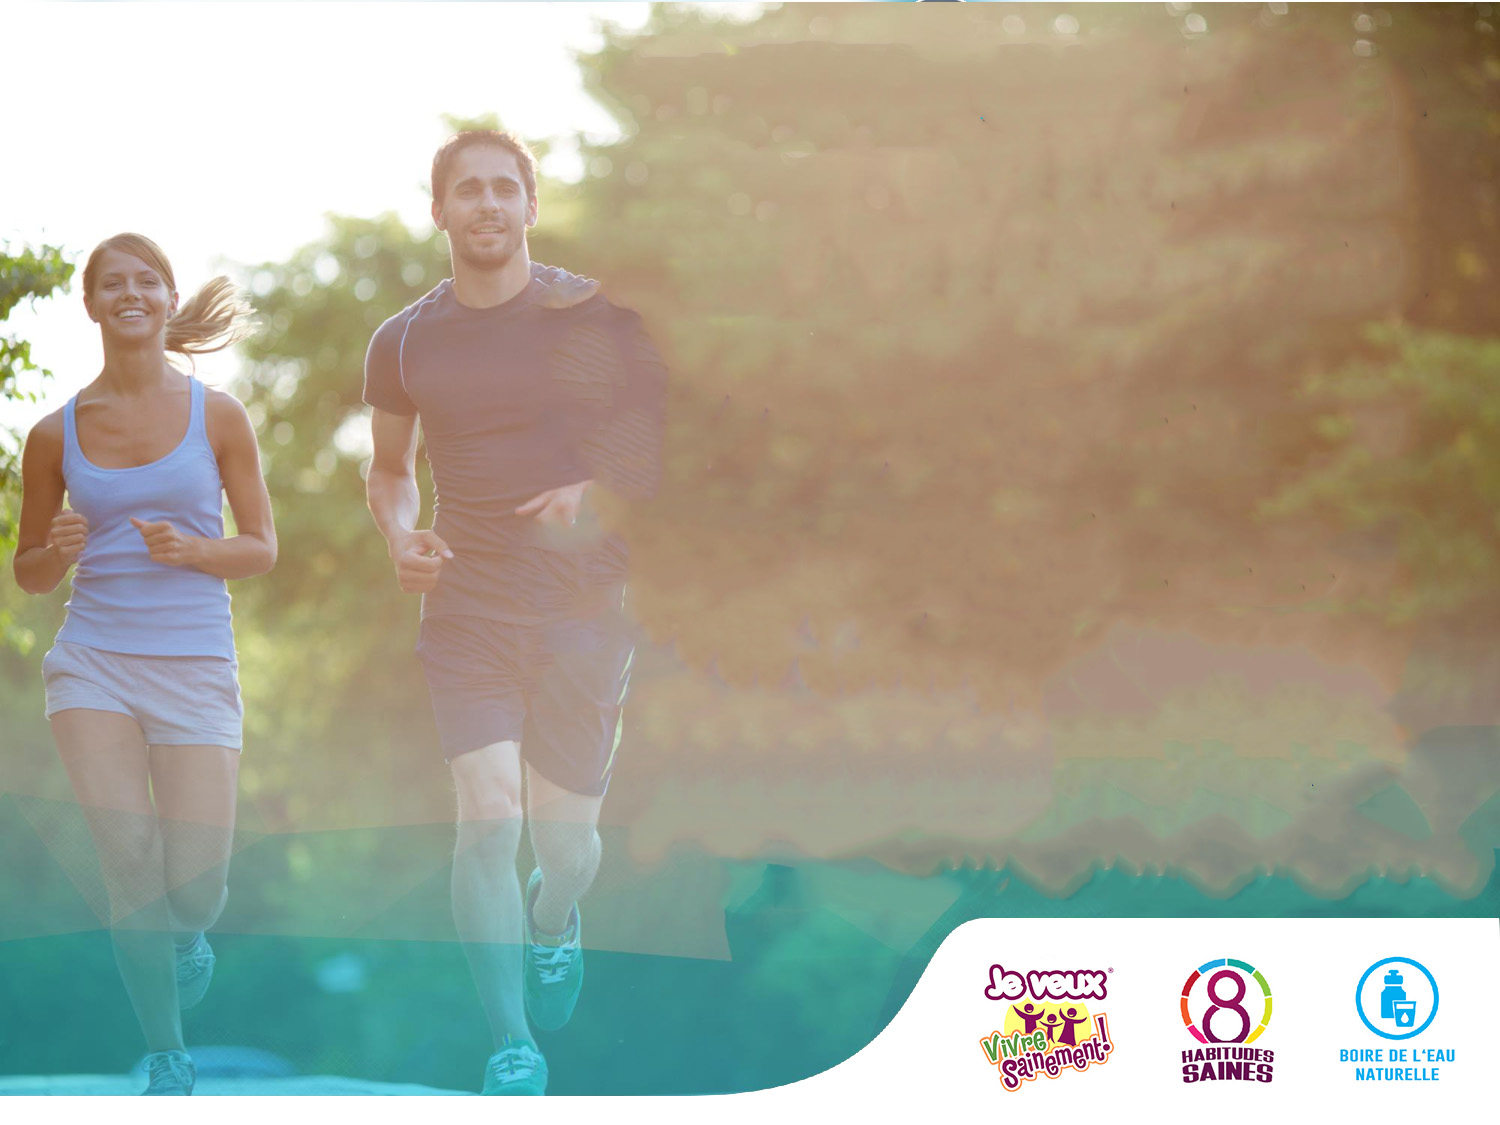 Je veux®
Vivre
Sainement!
8
HABITUDES
SAINES
BOIRE DE L'EAU
NATURELLE